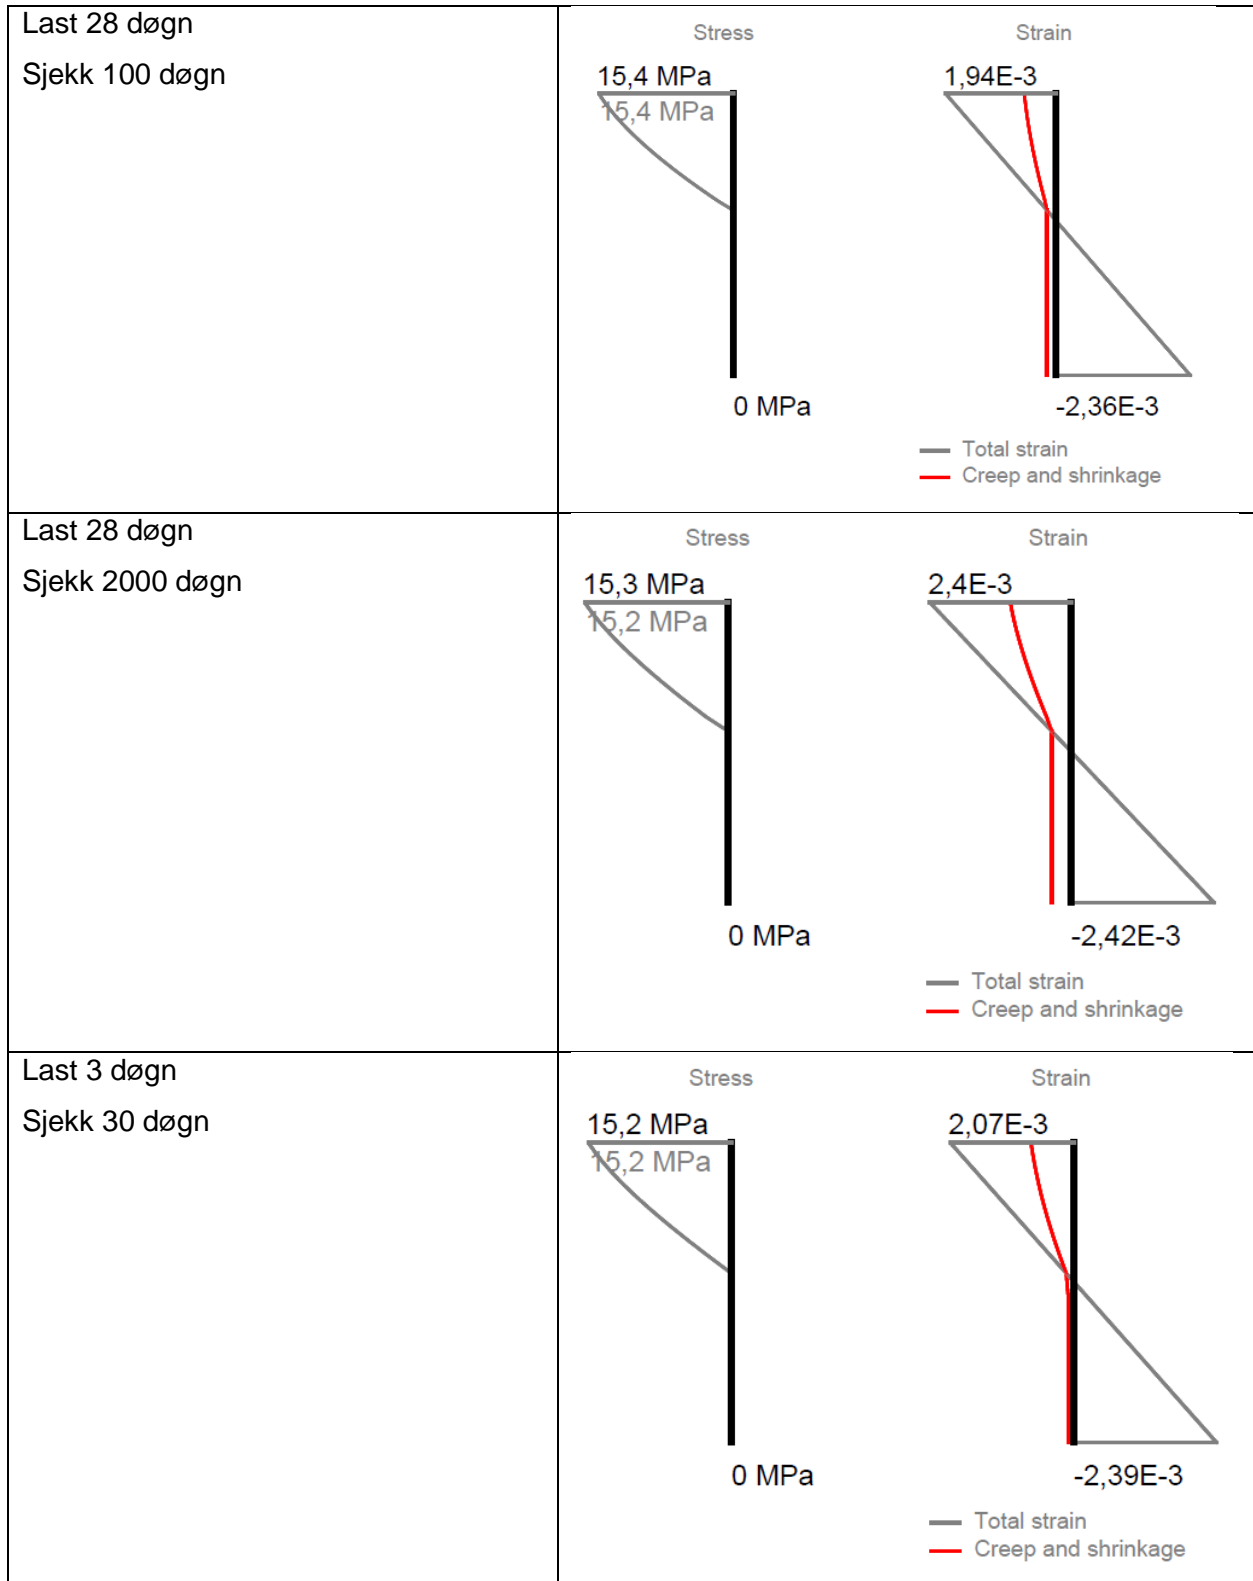 Last 28 døgn
Sjekk 100 døgn
Stress
Strain
15,4 MPa
15,4 MPa
1,94E-3
0 MPa
-2,36E-3
Total strain
Creep and shrinkage
Last 28 døgn
Sjekk 2000 døgn
Stress
Strain
15,3 MPa
15,2 MPa
2,4E-3
0 MPa
-2,42E-3
Total strain
Creep and shrinkage
Last 3 døgn
Sjekk 30 døgn
Stress
Strain
15,2 MPa
15,2 MPa
2,07E-3
0 MPa
-2,39E-3
Total strain
Creep and shrinkage